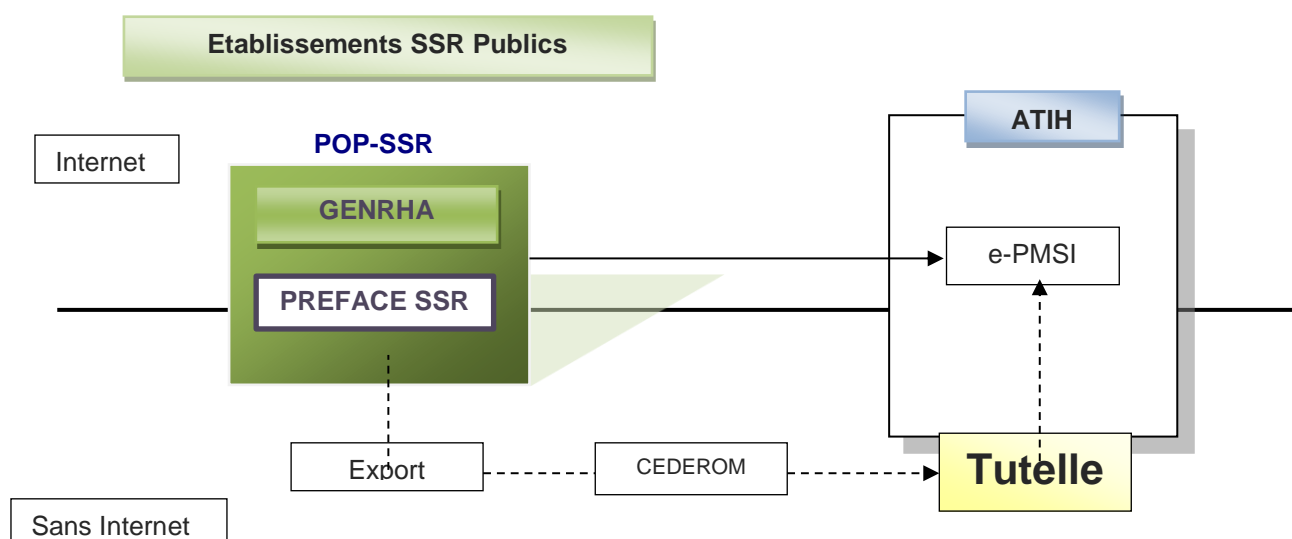 Etablissements SSR Publics
ATIH
POP-SSR
Internet
GENRHA
e-PMSI
PREFACE SSR
Export
CEDEROM
Tutelle
Sans Internet